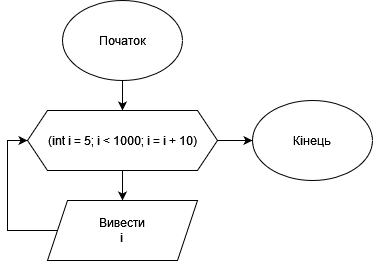 Початок
(int i = 5; i < 1000; i = i + 10)
Кінець
Вивести
i